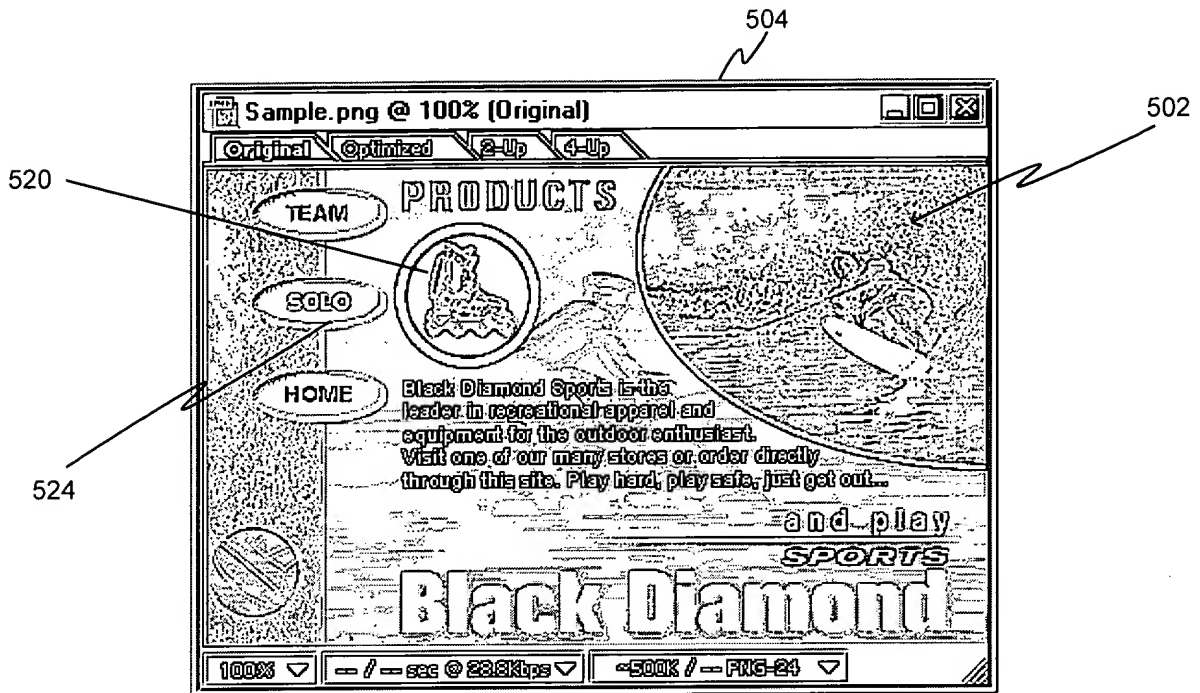 504
Sample.png @ 100% (Original)
502
Original Optimized 2-Up 4-Up
520
TEAM
PRODUCTS
SOLO
HOME
Black Diamond Sports is the
leader in recreational apparel and
equipment for the outdoor enthusiast.
Visit one of our many stores or order directly
through this site. Play hard, play safe, just get out...
524
and play
SPORTS
Black Diamond
100% -- / -- sec @ 28.8Kbps ~500K / -- PNG-24